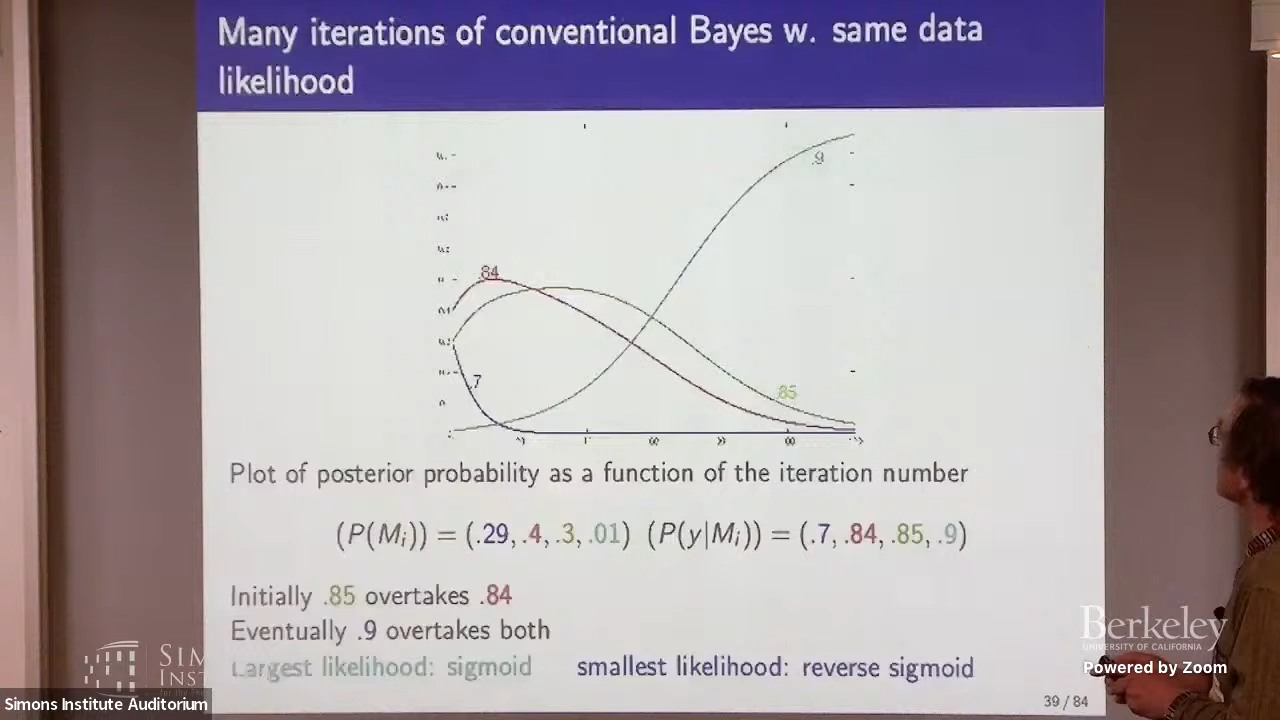 Many iterations of conventional Bayes w. same data
likelihood
.9
.84
.7
.85
Plot of posterior probability as a function of the iteration number
(P(Mᵢ)) = (.29, .4, .3, .01) (P(y|Mᵢ)) = (.7, .84, .85, .9)
Initially .85 overtakes .84
Eventually .9 overtakes both
Largest likelihood: sigmoid smallest likelihood: reverse sigmoid
39 / 84
SIM
INST
Berkeley
UNIVERSITY OF CALIFORNIA
Powered by Zoom
Simons Institute Auditorium